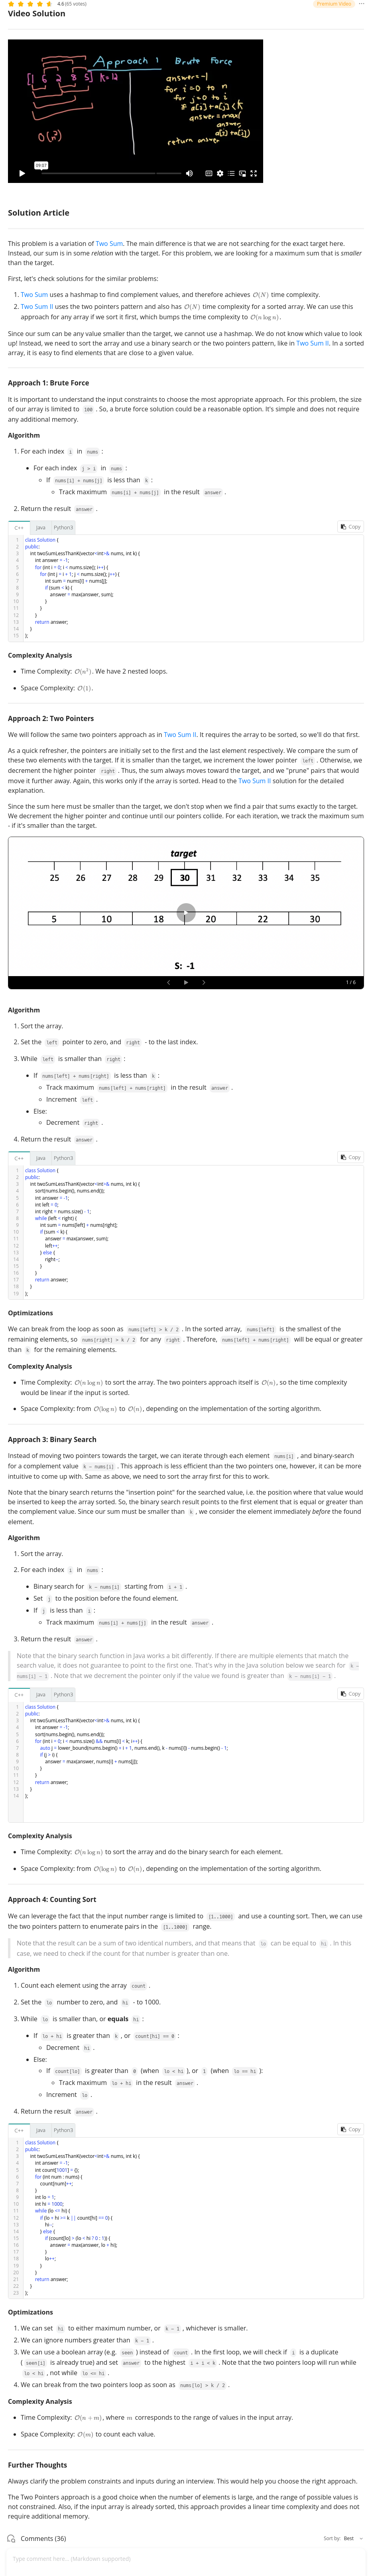 4.6 (65 votes)
Premium Video
Video Solution
Approach 1 Brute Force
[1, 5, 2, 8, 5] K=12
answer=-1
for i=0 to n
answer=max(
return answer
O(n²)
09:57
Solution Article
This problem is a variation of Two Sum. The main difference is that we are not searching for the exact target here.
Instead, our sum is in some relation with the target. For this problem, we are looking for a maximum sum that is smaller
than the target.
First, let's check solutions for the similar problems:
1. Two Sum uses a hashmap to find complement values, and therefore achieves O(N) time complexity.
2. Two Sum II uses the two pointers pattern and also has O(N) time complexity for a sorted array. We can use this
approach for any array if we sort it first, which bumps the time complexity to O(n log n).
Since our sum can be any value smaller than the target, we cannot use a hashmap. We do not know which value to look
up! Instead, we need to sort the array and use a binary search or the two pointers pattern, like in Two Sum II. In a sorted
array, it is easy to find elements that are close to a given value.
Approach 1: Brute Force
It is important to understand the input constraints to choose the most appropriate approach. For this problem, the size
of our array is limited to 100 . So, a brute force solution could be a reasonable option. It's simple and does not require
any additional memory.
Algorithm
1. For each index i in nums :
For each index j > i in nums :
If nums[i] + nums[j] is less than k :
Track maximum nums[i] + nums[j] in the result answer .
2. Return the result answer .
C++ Java Python3 Copy
1 class Solution {
2 public:
3 int twoSumLessThanK(vector<int>& nums, int k) {
4 int answer = -1;
5 for (int i = 0; i < nums.size(); i++) {
6 for (int j = i + 1; j < nums.size(); j++) {
7 int sum = nums[i] + nums[j];
8 if (sum < k) {
9 answer = max(answer, sum);
10 }
11 }
12 }
13 return answer;
14 }
15 };
Complexity Analysis
• Time Complexity: O(n²). We have 2 nested loops.
• Space Complexity: O(1).
Approach 2: Two Pointers
We will follow the same two pointers approach as in Two Sum II. It requires the array to be sorted, so we'll do that first.
As a quick refresher, the pointers are initially set to the first and the last element respectively. We compare the sum of
these two elements with the target. If it is smaller than the target, we increment the lower pointer left . Otherwise, we
decrement the higher pointer right . Thus, the sum always moves toward the target, and we "prune" pairs that would
move it further away. Again, this works only if the array is sorted. Head to the Two Sum II solution for the detailed
explanation.
Since the sum here must be smaller than the target, we don't stop when we find a pair that sums exactly to the target.
We decrement the higher pointer and continue until our pointers collide. For each iteration, we track the maximum sum
- if it's smaller than the target.
target
25 26 27 28 29 30 31 32 33 34 35
5 10 18 20 22 30
S: -1
1 / 6
Algorithm
1. Sort the array.
2. Set the left pointer to zero, and right - to the last index.
3. While left is smaller than right :
If nums[left] + nums[right] is less than k :
Track maximum nums[left] + nums[right] in the result answer .
Increment left .
Else:
Decrement right .
4. Return the result answer .
C++ Java Python3 Copy
1 class Solution {
2 public:
3 int twoSumLessThanK(vector<int>& nums, int k) {
4 sort(nums.begin(), nums.end());
5 int answer = -1;
6 int left = 0;
7 int right = nums.size() - 1;
8 while (left < right) {
9 int sum = nums[left] + nums[right];
10 if (sum < k) {
11 answer = max(answer, sum);
12 left++;
13 } else {
14 right--;
15 }
16 }
17 return answer;
18 }
19 };
Optimizations
We can break from the loop as soon as nums[left] > k / 2 . In the sorted array, nums[left] is the smallest of the
remaining elements, so nums[right] > k / 2 for any right . Therefore, nums[left] + nums[right] will be equal or greater
than k for the remaining elements.
Complexity Analysis
• Time Complexity: O(n log n) to sort the array. The two pointers approach itself is O(n), so the time complexity
would be linear if the input is sorted.
• Space Complexity: from O(log n) to O(n), depending on the implementation of the sorting algorithm.
Approach 3: Binary Search
Instead of moving two pointers towards the target, we can iterate through each element nums[i] , and binary-search
for a complement value k - nums[i] . This approach is less efficient than the two pointers one, however, it can be more
intuitive to come up with. Same as above, we need to sort the array first for this to work.
Note that the binary search returns the "insertion point" for the searched value, i.e. the position where that value would
be inserted to keep the array sorted. So, the binary search result points to the first element that is equal or greater than
the complement value. Since our sum must be smaller than k , we consider the element immediately before the found
element.
Algorithm
1. Sort the array.
2. For each index i in nums :
Binary search for k - nums[i] starting from i + 1 .
Set j to the position before the found element.
If j is less than i :
Track maximum nums[i] + nums[j] in the result answer .
3. Return the result answer .
Note that the binary search function in Java works a bit differently. If there are multiple elements that match the
search value, it does not guarantee to point to the first one. That's why in the Java solution below we search for k -
nums[i] - 1 . Note that we decrement the pointer only if the value we found is greater than k - nums[i] - 1 .
C++ Java Python3 Copy
1 class Solution {
2 public:
3 int twoSumLessThanK(vector<int>& nums, int k) {
4 int answer = -1;
5 sort(nums.begin(), nums.end());
6 for (int i = 0; i < nums.size() && nums[i] < k; i++) {
7 auto j = lower_bound(nums.begin() + i + 1, nums.end(), k - nums[i]) - nums.begin() - 1;
8 if (j > i) {
9 answer = max(answer, nums[i] + nums[j]);
10 }
11 }
12 return answer;
13 }
14 };
Complexity Analysis
• Time Complexity: O(n log n) to sort the array and do the binary search for each element.
• Space Complexity: from O(log n) to O(n), depending on the implementation of the sorting algorithm.
Approach 4: Counting Sort
We can leverage the fact that the input number range is limited to [1..1000] and use a counting sort. Then, we can use
the two pointers pattern to enumerate pairs in the [1..1000] range.
Note that the result can be a sum of two identical numbers, and that means that lo can be equal to hi . In this
case, we need to check if the count for that number is greater than one.
Algorithm
1. Count each element using the array count .
2. Set the lo number to zero, and hi - to 1000.
3. While lo is smaller than, or equals hi :
If lo + hi is greater than k , or count[hi] == 0 :
Decrement hi .
Else:
If count[lo] is greater than 0 (when lo < hi ), or 1 (when lo == hi ):
Track maximum lo + hi in the result answer .
Increment lo .
4. Return the result answer .
C++ Java Python3 Copy
1 class Solution {
2 public:
3 int twoSumLessThanK(vector<int>& nums, int k) {
4 int answer = -1;
5 int count[1001] = {};
6 for (int num : nums) {
7 count[num]++;
8 }
9 int lo = 1;
10 int hi = 1000;
11 while (lo <= hi) {
12 if (lo + hi >= k || count[hi] == 0) {
13 hi--;
14 } else {
15 if (count[lo] > (lo < hi ? 0 : 1)) {
16 answer = max(answer, lo + hi);
17 }
18 lo++;
19 }
20 }
21 return answer;
22 }
23 };
Optimizations
1. We can set hi to either maximum number, or k - 1 , whichever is smaller.
2. We can ignore numbers greater than k - 1 .
3. We can use a boolean array (e.g. seen ) instead of count . In the first loop, we will check if i is a duplicate
( seen[i] is already true) and set answer to the highest i + i < k . Note that the two pointers loop will run while
lo < hi , not while lo <= hi .
4. We can break from the two pointers loop as soon as nums[lo] > k / 2 .
Complexity Analysis
• Time Complexity: O(n + m), where m corresponds to the range of values in the input array.
• Space Complexity: O(m) to count each value.
Further Thoughts
Always clarify the problem constraints and inputs during an interview. This would help you choose the right approach.
The Two Pointers approach is a good choice when the number of elements is large, and the range of possible values is
not constrained. Also, if the input array is already sorted, this approach provides a linear time complexity and does not
require additional memory.
Comments (36)
Sort by: Best
Type comment here... (Markdown supported)